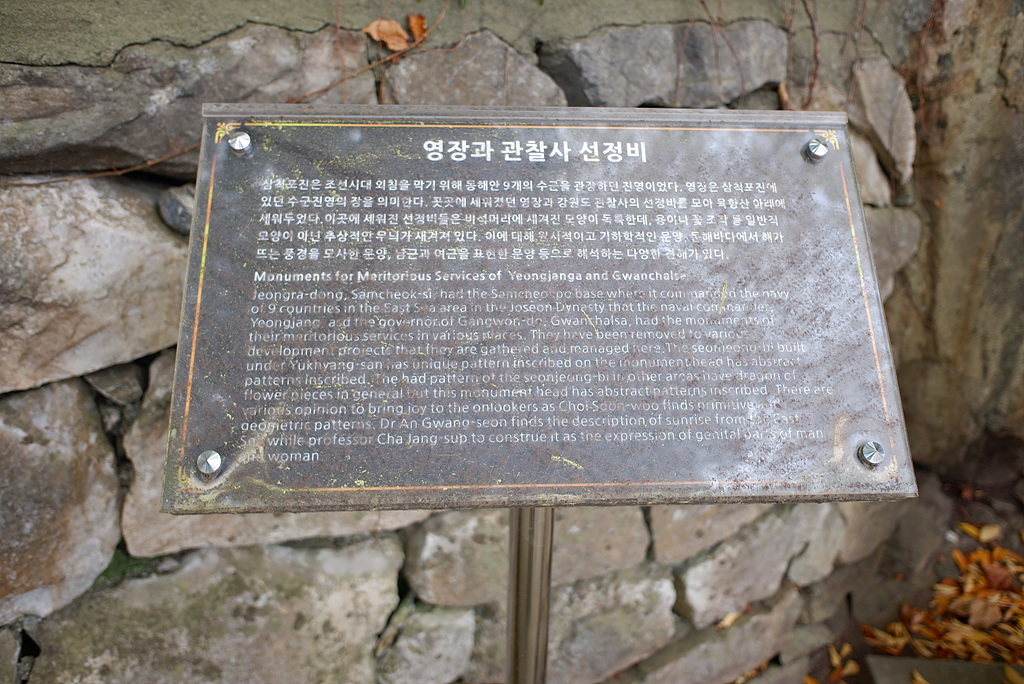 영장과 관찰사 선정비
삼척포진은 조선시대 외침을 막기 위해 동해안 9개의 수군을 관장하던 진영이었다. 영장은 삼척포진에
있던 수군진영의 장을 의미한다. 곳곳에 세워졌던 영장과 강원도 관찰사의 선정비를 모아 육향산 아래에
세워두었다. 이곳에 세워진 선정비들은 비석머리에 새겨진 모양이 독특한데, 용이나 꽃 조각 등 일반적
모양이 아닌 추상적인 무늬가 새겨져 있다. 이에 대해 원시적이고 기하학적인 문양, 동해바다에서 해가
뜨는 풍경을 묘사한 문양, 남근과 여근을 표현한 문양 등으로 해석하는 다양한 견해가 있다.
Monuments for Meritorious Services of Yeongjanga and Gwanchalsa
Jeongra-dong, Samcheok-si, had the Samcheokpo base where it commanded the navy
of 9 countries in the East Sea area in the Joseon Dynasty that the naval commander,
Yeongjang, and the governor of Gangwon-do, Gwanchalsa, had the monuments of
their meritorious services in various places. They have been removed to various
development projects that they are gathered and managed here. The seonjeong-bi built
under Yukhyang-san has unique pattern inscribed on the monument head has abstract
patterns inscribed. The had pattern of the seonjeong-bi in other areas have dragon of
flower pieces in general but this monument head has abstract patterns inscribed. There are
various opinion to bring joy to the onlookers as Choi Soon-woo finds primitive
geometric patterns. Dr An Gwang-seon finds the description of sunrise from East
Sea while professor Cha Jang-sup to construe it as the expression of genital parts of man
and woman